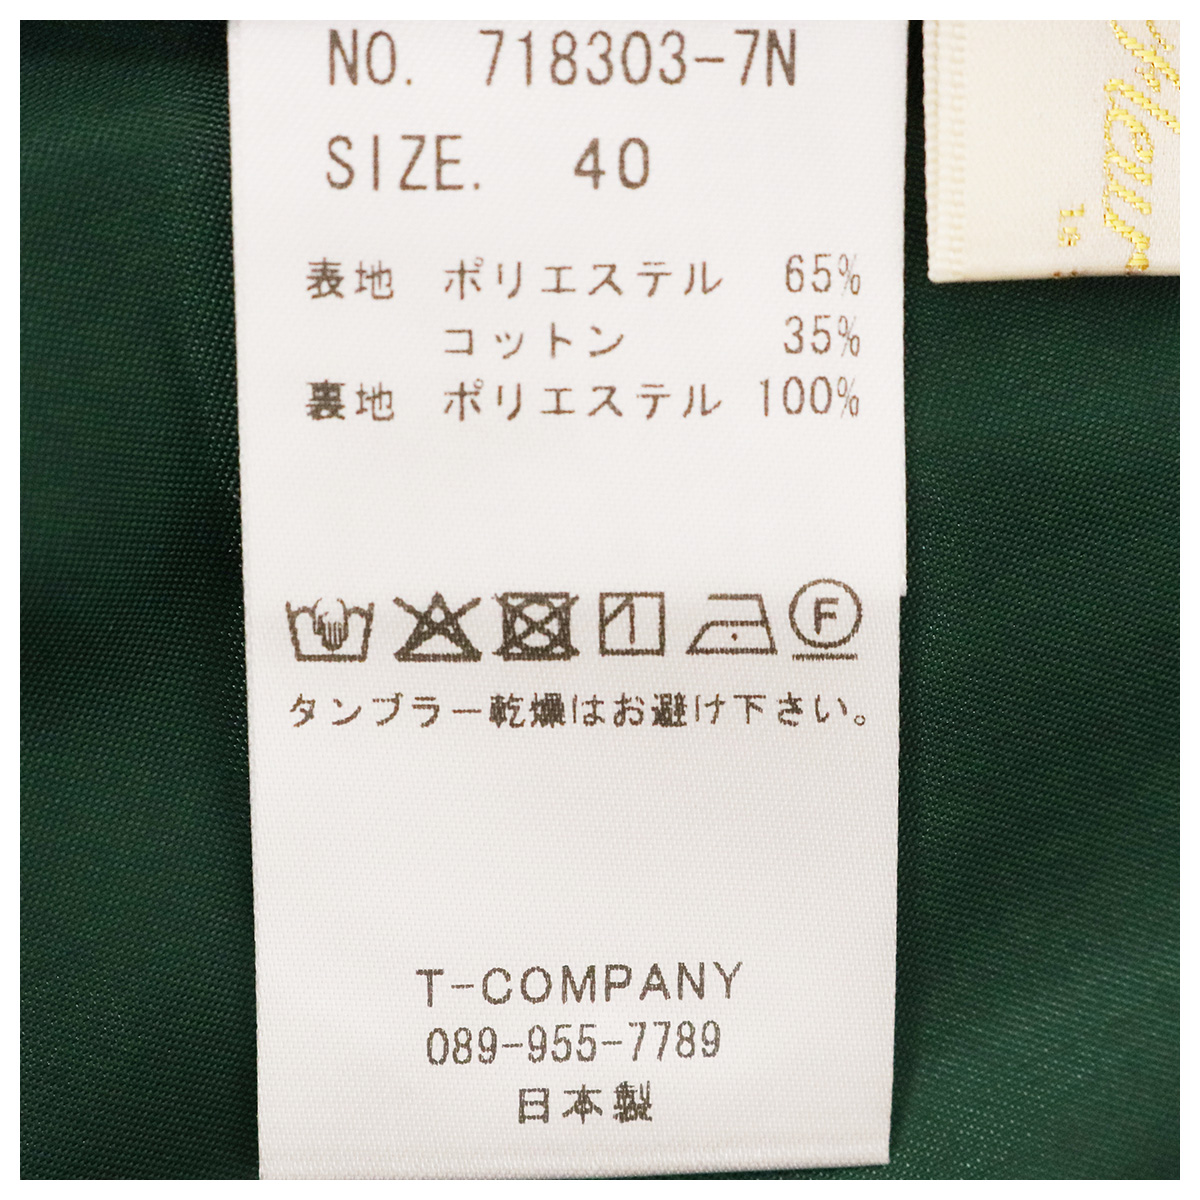 NO. 718303-7N
SIZE. 40
表地 ポリエステル 65%
コットン 35%
裏地 ポリエステル 100%
F
タンブラー乾燥はお避け下さい。
T-COMPANY
089-955-7789
日本製